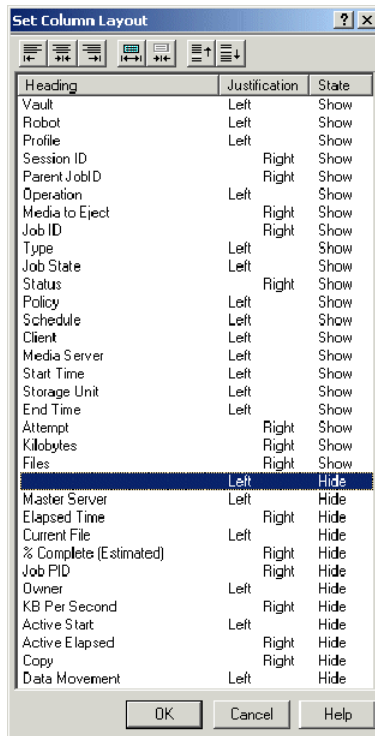 Set Column Layout
Heading Justification State
Vault Left Show
Robot Left Show
Profile Left Show
Session ID Right Show
Parent JobID Right Show
Operation Left Show
Media to Eject Right Show
Job ID Right Show
Type Left Show
Job State Left Show
Status Right Show
Policy Left Show
Schedule Left Show
Client Left Show
Media Server Left Show
Start Time Left Show
Storage Unit Left Show
End Time Left Show
Attempt Right Show
Kilobytes Right Show
Files Right Show
Left Hide
Master Server Left Hide
Elapsed Time Right Hide
Current File Left Hide
% Complete (Estimated) Right Hide
Job PID Right Hide
Owner Left Hide
KB Per Second Right Hide
Active Start Left Hide
Active Elapsed Right Hide
Copy Right Hide
Data Movement Left Hide
OK Cancel Help